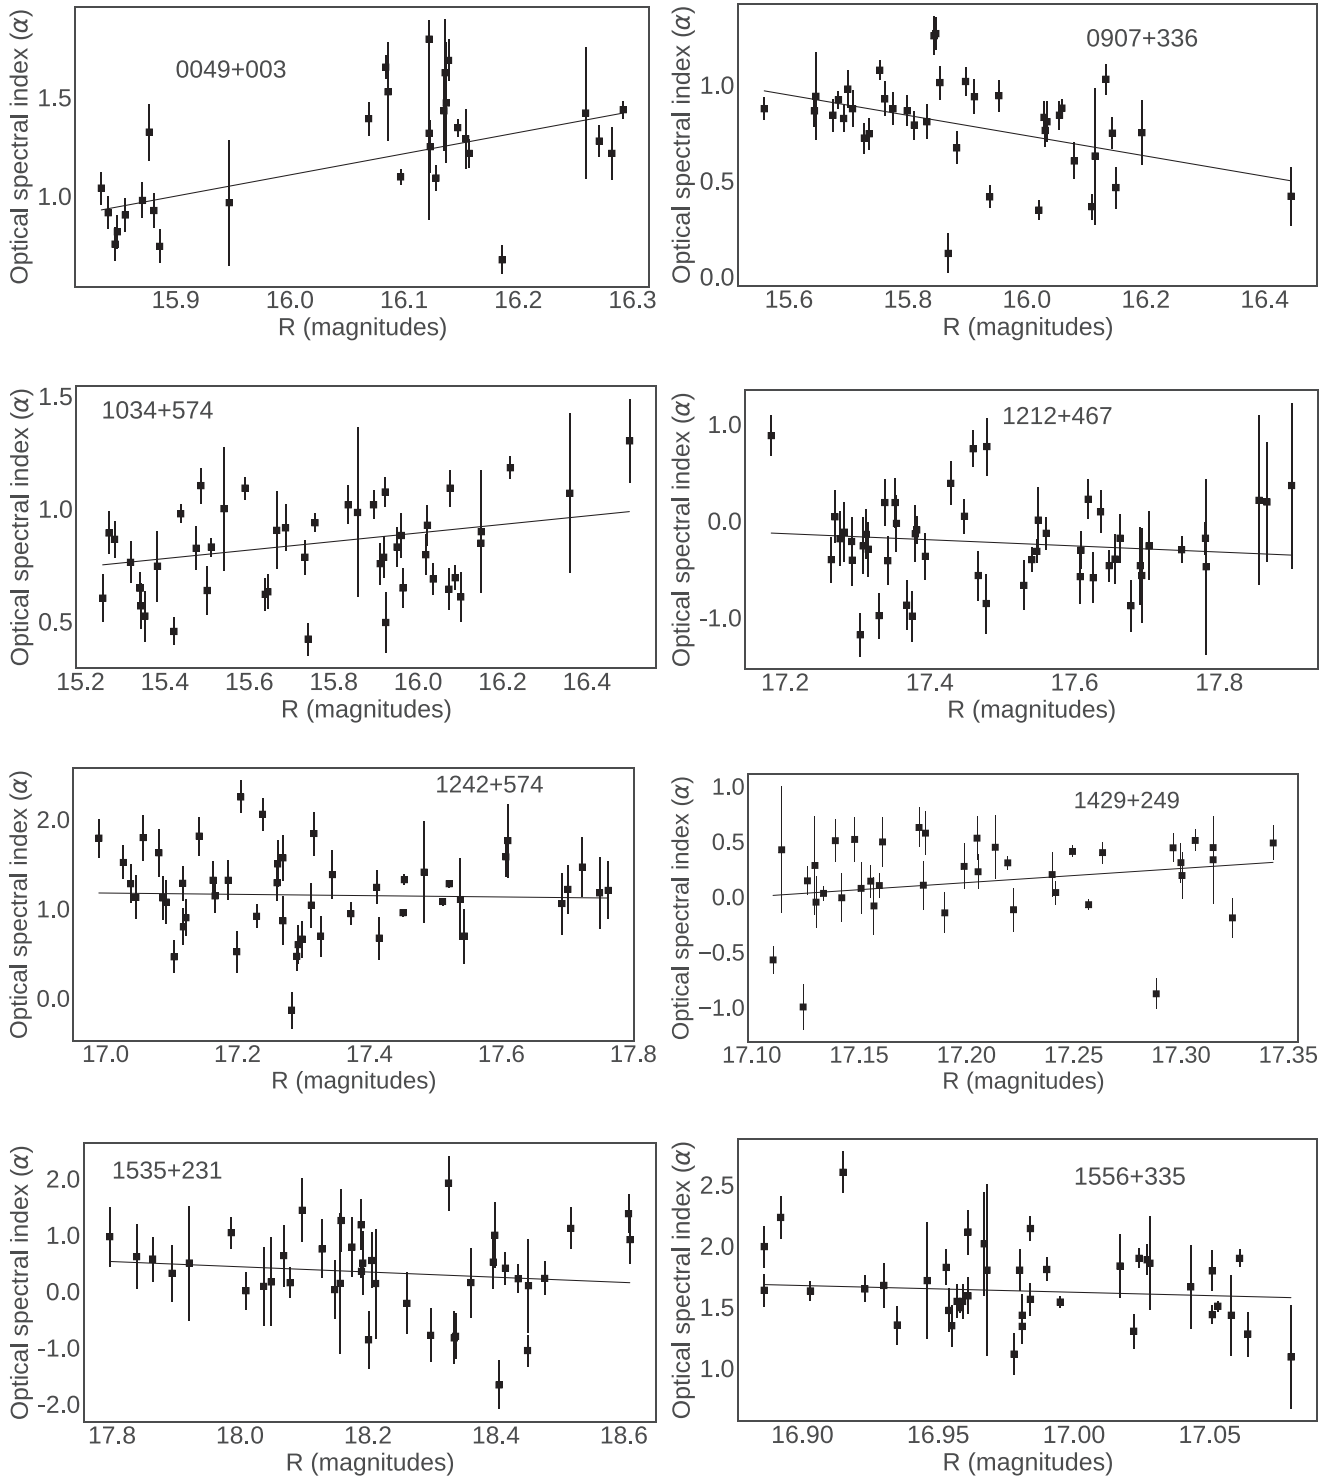 Optical spectral index (α)
0049+003
1.5
1.0
15.9 16.0 16.1 16.2 16.3
R (magnitudes)
Optical spectral index (α)
0907+336
1.0
0.5
0.0
15.6 15.8 16.0 16.2 16.4
R (magnitudes)
Optical spectral index (α)
1034+574
1.5
1.0
0.5
15.2 15.4 15.6 15.8 16.0 16.2 16.4
R (magnitudes)
Optical spectral index (α)
1212+467
1.0
0.0
-1.0
17.2 17.4 17.6 17.8
R (magnitudes)
Optical spectral index (α)
1242+574
2.0
1.0
0.0
17.0 17.2 17.4 17.6 17.8
R (magnitudes)
Optical spectral index (α)
1429+249
1.0
0.5
0.0
−0.5
−1.0
17.10 17.15 17.20 17.25 17.30 17.35
R (magnitudes)
Optical spectral index (α)
1535+231
2.0
1.0
0.0
-1.0
-2.0
17.8 18.0 18.2 18.4 18.6
R (magnitudes)
Optical spectral index (α)
1556+335
2.5
2.0
1.5
1.0
16.90 16.95 17.00 17.05
R (magnitudes)